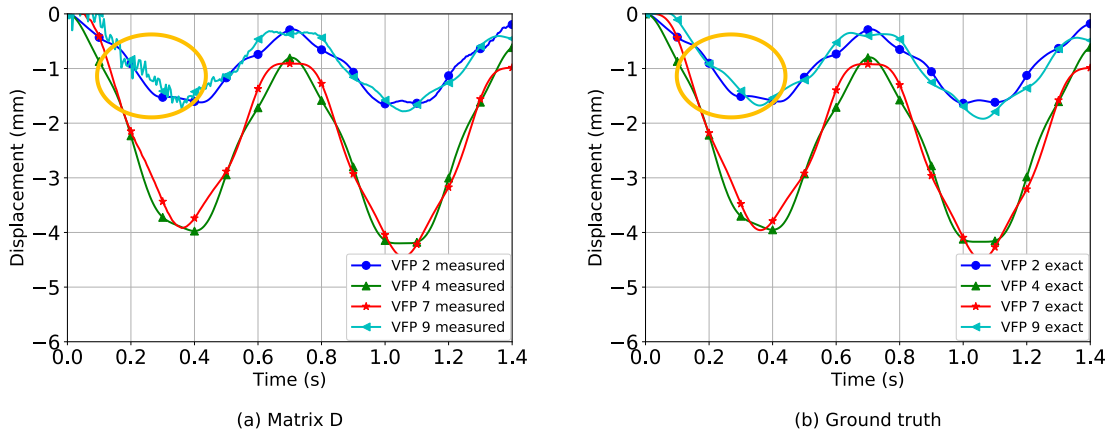 0
−1
−2
−3
−4
−5
−6
Displacement (mm)
0.0 0.2 0.4 0.6 0.8 1.0 1.2 1.4
Time (s)
VFP 2 measured
VFP 4 measured
VFP 7 measured
VFP 9 measured
(a) Matrix D
0
−1
−2
−3
−4
−5
−6
Displacement (mm)
0.0 0.2 0.4 0.6 0.8 1.0 1.2 1.4
Time (s)
VFP 2 exact
VFP 4 exact
VFP 7 exact
VFP 9 exact
(b) Ground truth